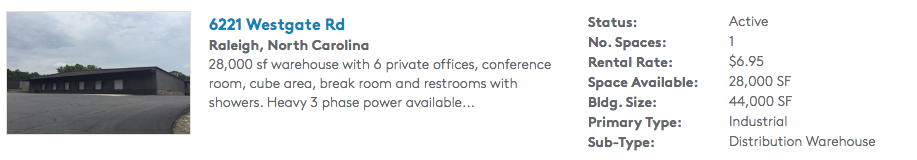 6221 Westgate Rd
Raleigh, North Carolina
28,000 sf warehouse with 6 private offices, conference
room, cube area, break room and restrooms with
showers. Heavy 3 phase power available...
Status: Active
No. Spaces: 1
Rental Rate: $6.95
Space Available: 28,000 SF
Bldg. Size: 44,000 SF
Primary Type: Industrial
Sub-Type: Distribution Warehouse